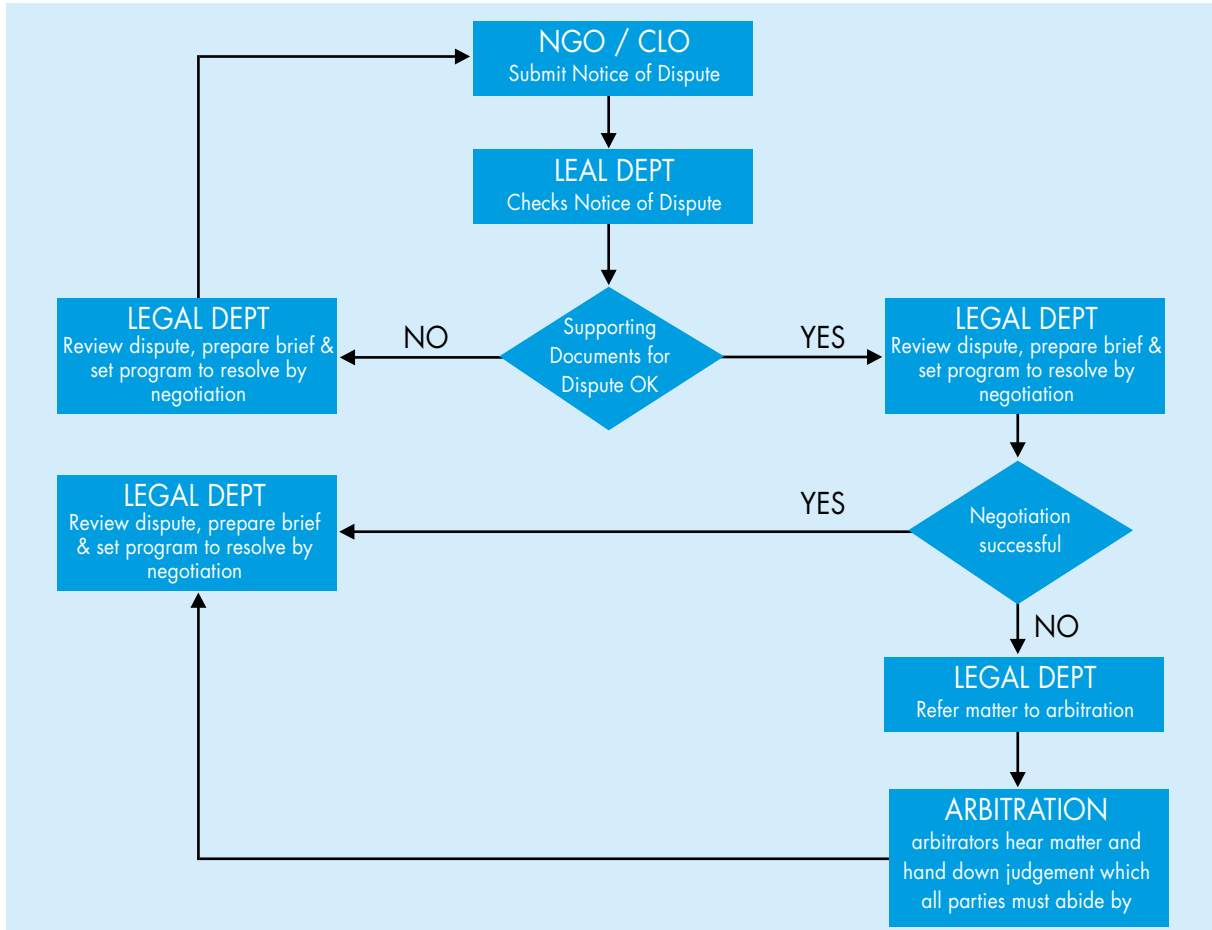 NGO / CLO
Submit Notice of Dispute
LEAL DEPT
Checks Notice of Dispute
Supporting
Documents for
Dispute OK
NO
YES
LEGAL DEPT
Review dispute, prepare brief &
set program to resolve by
negotiation
LEGAL DEPT
Review dispute, prepare brief &
set program to resolve by
negotiation
Negotiation
successful
YES
LEGAL DEPT
Review dispute, prepare brief
& set program to resolve by
negotiation
NO
LEGAL DEPT
Refer matter to arbitration
ARBITRATION
arbitrators hear matter and
hand down judgement which
all parties must abide by